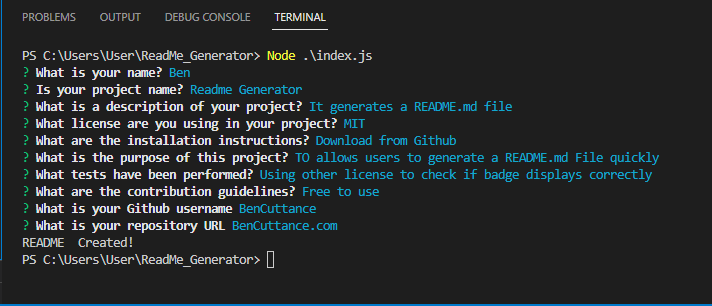 PROBLEMS OUTPUT DEBUG CONSOLE TERMINAL
PS C:\Users\User\ReadMe_Generator> Node .\index.js
? What is your name? Ben
? Is your project name? Readme Generator
? What is a description of your project? It generates a README.md file
? What license are you using in your project? MIT
? What are the installation instructions? Download from Github
? What is the purpose of this project? TO allows users to generate a README.md File quickly
? What tests have been performed? Using other license to check if badge displays correctly
? What are the contribution guidelines? Free to use
? What is your Github username BenCuttance
? What is your repository URL BenCuttance.com
README  Created!
PS C:\Users\User\ReadMe_Generator>